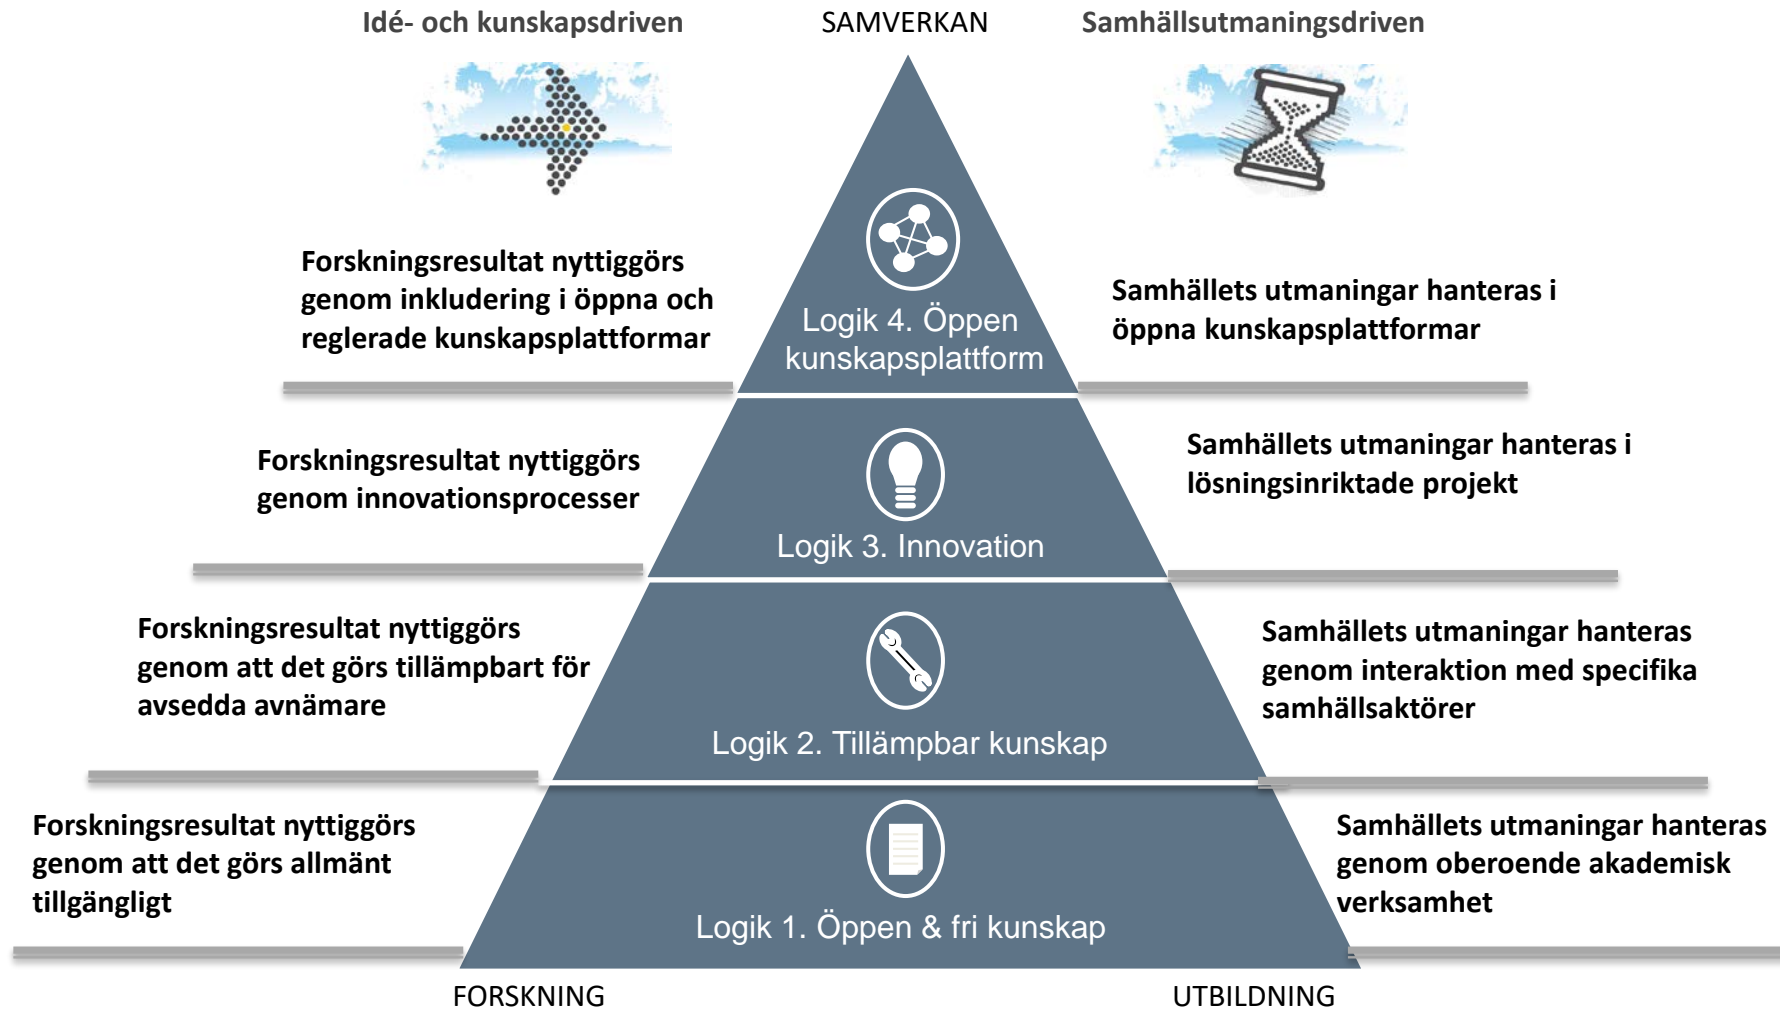 Idé- och kunskapsdriven
SAMVERKAN
Samhällsutmaningsdriven
Forskningsresultat nyttiggörs
genom inkludering i öppna och
reglerade kunskapsplattformar
Logik 4. Öppen
kunskapsplattform
Samhällets utmaningar hanteras i
öppna kunskapsplattformar
Forskningsresultat nyttiggörs
genom innovationsprocesser
Logik 3. Innovation
Samhällets utmaningar hanteras i
lösningsinriktade projekt
Forskningsresultat nyttiggörs
genom att det görs tillämpbart för
avsedda avnämare
Logik 2. Tillämpbar kunskap
Samhällets utmaningar hanteras
genom interaktion med specifika
samhällsaktörer
Forskningsresultat nyttiggörs
genom att det görs allmänt
tillgängligt
Logik 1. Öppen & fri kunskap
Samhällets utmaningar hanteras
genom oberoende akademisk
verksamhet
FORSKNING
UTBILDNING